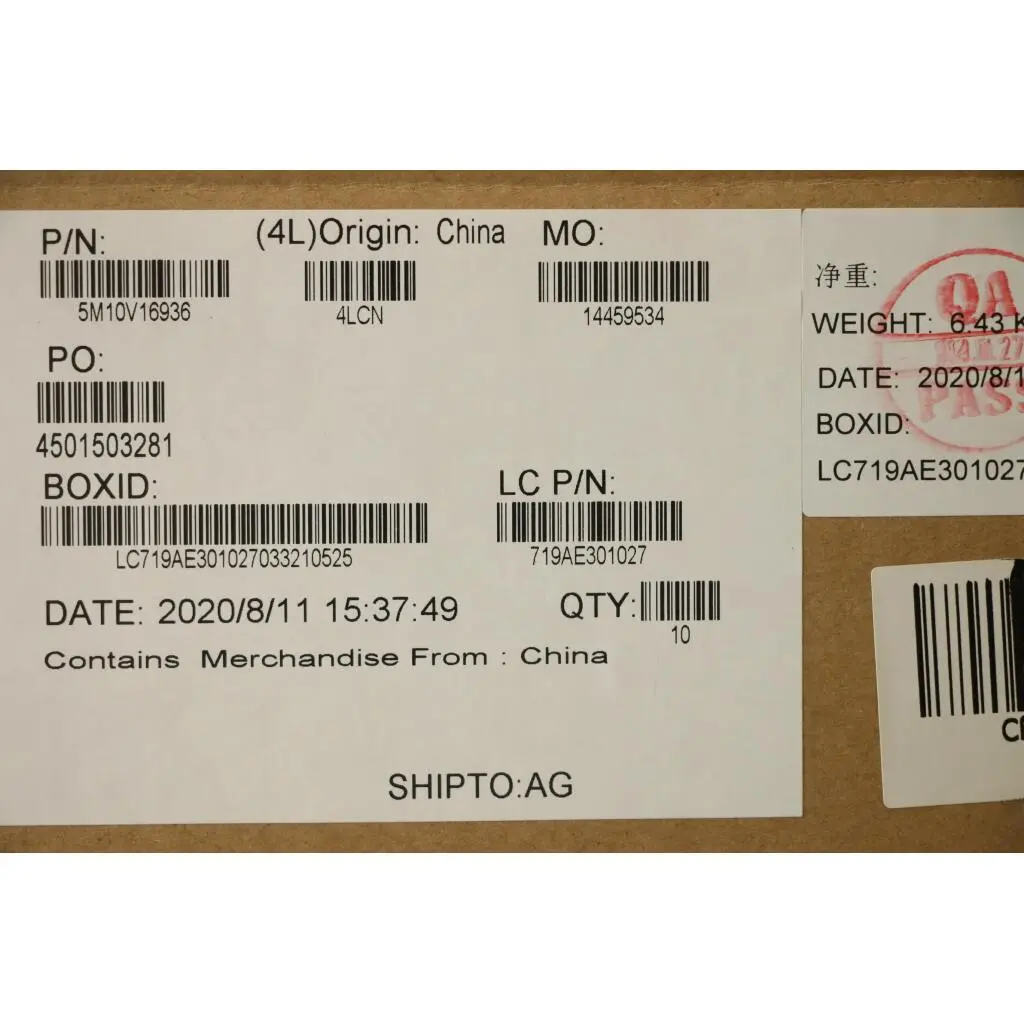 P/N:
5M10V16936
(4L)Origin: China
4LCN
MO:
14459534
PO:
4501503281
BOXID:
LC719AE301027033210525
LC P/N:
719AE301027
DATE: 2020/8/11 15:37:49
QTY:
10
Contains Merchandise From : China
SHIPTO:AG
净重:
WEIGHT: 6.43 K
DATE: 2020/8/1
BOXID:
LC719AE301027
QA
PASS